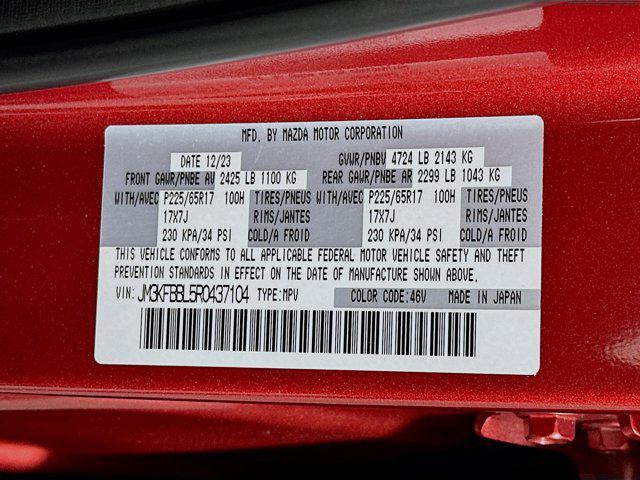 MFD. BY MAZDA MOTOR CORPORATION
DATE 12/23 GVWR/PNBV 4724 LB 2143 KG
FRONT GAWR/PNBE AV 2425 LB 1100 KG REAR GAWR/PNBE AR 2299 LB 1043 KG
WITH/AVEC P225/65R17 100H TIRES/PNEUS WITH/AVEC P225/65R17 100H TIRES/PNEUS
17X7J RIMS/JANTES 17X7J RIMS/JANTES
230 KPA/34 PSI COLD/A FROID 230 KPA/34 PSI COLD/A FROID
THIS VEHICLE CONFORMS TO ALL APPLICABLE FEDERAL MOTOR VEHICLE SAFETY AND THEFT
PREVENTION STANDARDS IN EFFECT ON THE DATE OF MANUFACTURE SHOWN ABOVE.
VIN: JM3KFBBL5R0437104 TYPE:MPV COLOR CODE:46V MADE IN JAPAN